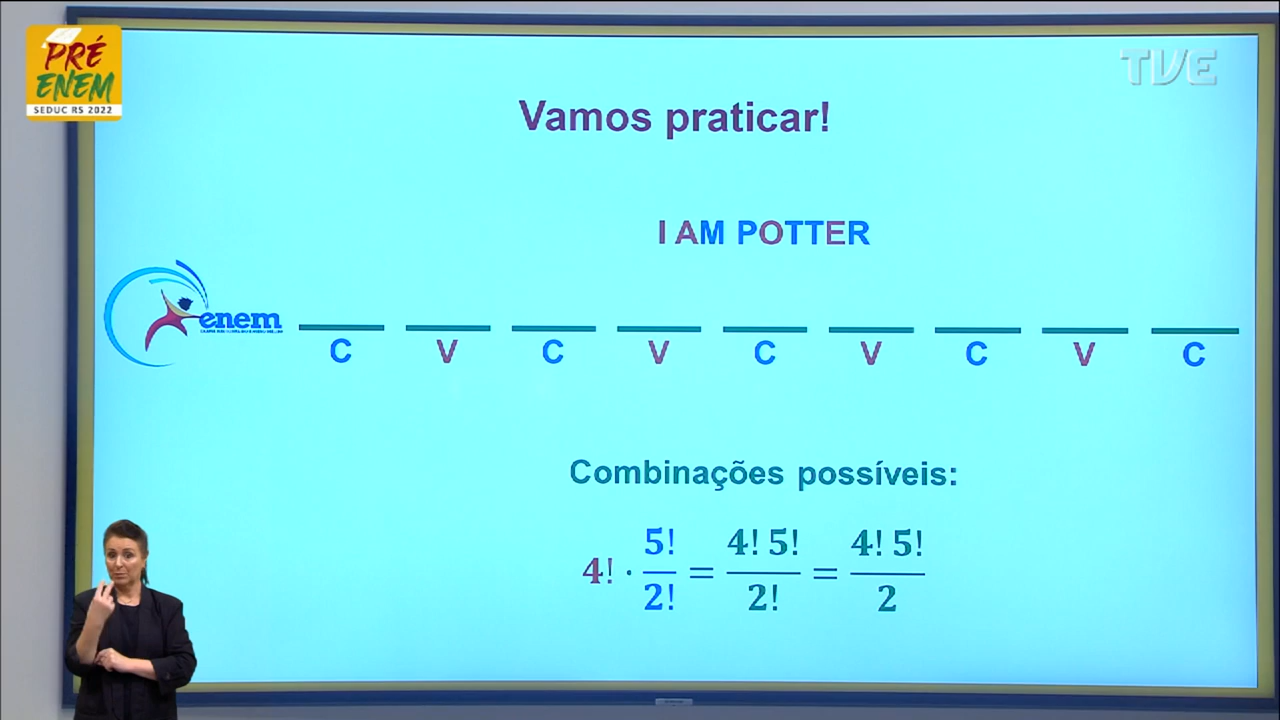 PRÉ
ENEM
SEDUC RS 2022
TVE
Vamos praticar!
I AM POTTER
enem
C V C V C V C V C
Combinações possíveis:
4! · 5!/2! = 4! 5!/2! = 4! 5!/2